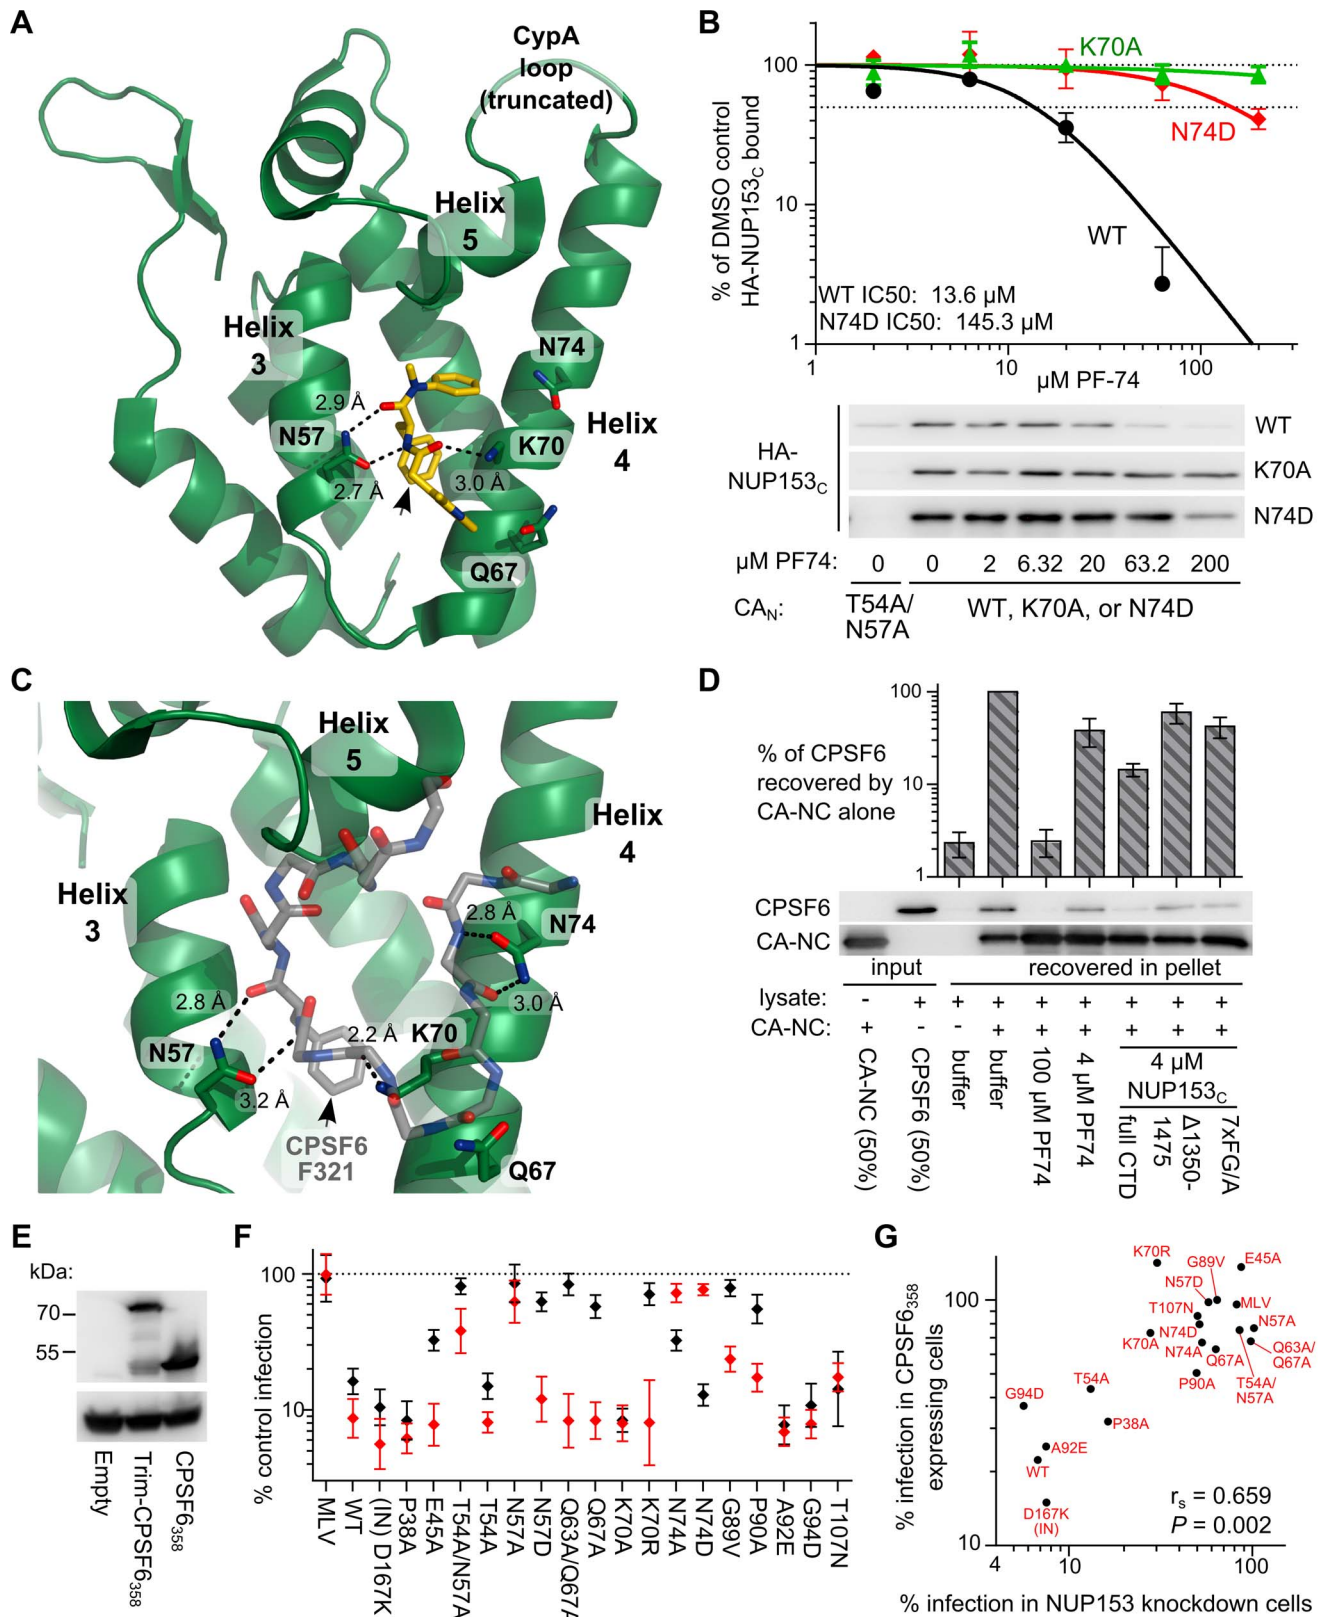 A
CypA
loop
(truncated)
Helix
5
Helix
3
N74
2.9 Å
N57
Helix
4
K70
2.7 Å
3.0 Å
Q67
B
% of DMSO control
HA-NUP153C bound
100
10
1
K70A
N74D
WT
WT IC50: 13.6 µM
N74D IC50: 145.3 µM
1
10
100
µM PF-74
HA-
NUP153C
WT
K70A
N74D
µM PF74: 0 0 2 6.32 20 63.2 200
CAN: T54A/
N57A
WT, K70A, or N74D
C
Helix
5
Helix
4
Helix
3
2.8 Å
N74
3.0 Å
2.8 Å
2.2 Å
K70
N57
3.2 Å
CPSF6
F321
Q67
D
% of CPSF6
recovered by
CA-NC alone
100
10
1
CPSF6
CA-NC
input
recovered in pellet
lysate: - + + + + + + + +
CA-NC: + - - + + + + + +
CA-NC (50%)
CPSF6 (50%)
buffer
buffer
100 µM PF74
4 µM PF74
4 µM
NUP153C
full CTD
Δ1350-
1475
7xFG/A
E
kDa:
70
55
Empty
Trim-CPSF6358
CPSF6358
F
% control infection
100
10
MLV
WT
(IN) D167K
P38A
E45A
T54A/N57A
T54A
N57A
N57D
Q63A/Q67A
Q67A
K70A
K70R
N74A
N74D
G89V
P90A
A92E
G94D
T107N
G
% infection in CPSF6358
expressing cells
100
10
K70R
G89V
E45A
N57D
T107N
MLV
N74D
N57A
K70A
N74A
Q67A
Q63A/
Q67A
T54A/
N57A
P90A
T54A
G94D
P38A
A92E
WT
D167K
(IN)
rs = 0.659
P = 0.002
4
10
100
% infection in NUP153 knockdown cells